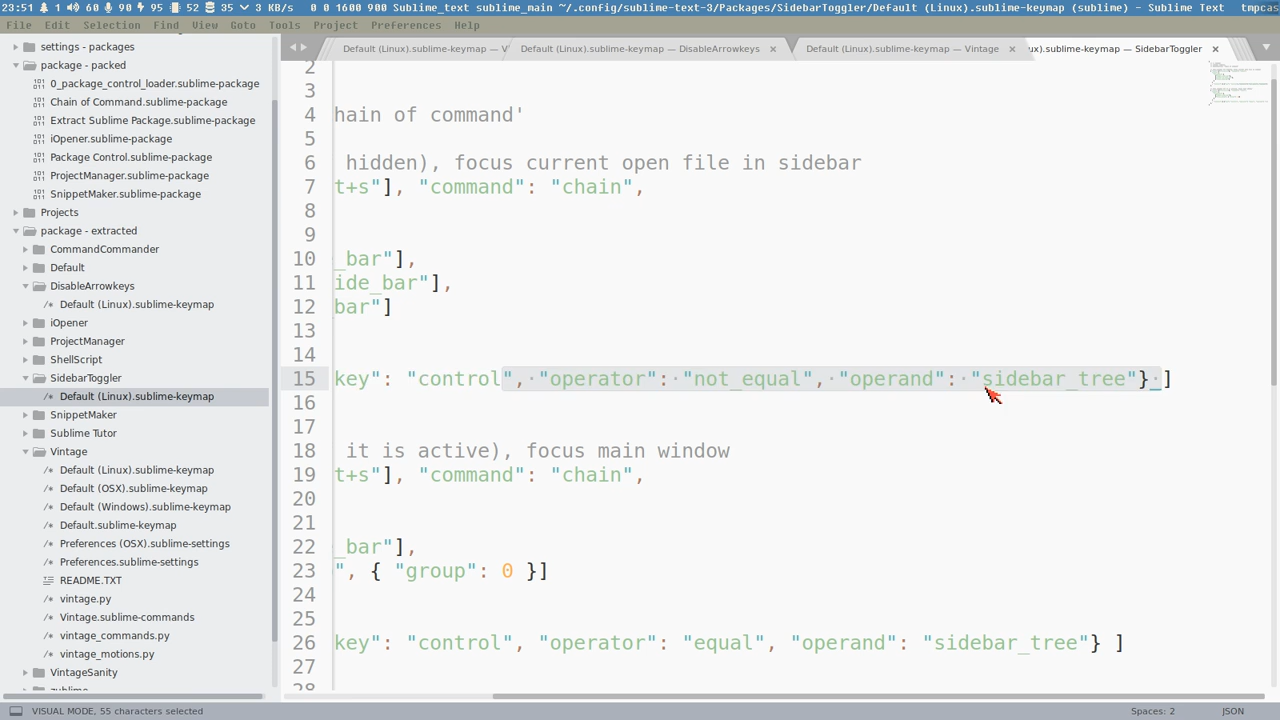 23:51 1 60 90 95 52 35 3 KB/s 0 0 1600 900 Sublime_text sublime_main ~/.config/sublime-text-3/Packages/SidebarToggler/Default (Linux).sublime-keymap (sublime) - Sublime Text tmpcas
File Edit Selection Find View Goto Tools Project Preferences Help
Default (Linux).sublime-keymap — V
Default (Linux).sublime-keymap — DisableArrowkeys ×
Default (Linux).sublime-keymap — Vintage ×
ux).sublime-keymap — SidebarToggler ×
settings - packages
package - packed
0_package_control_loader.sublime-package
Chain of Command.sublime-package
Extract Sublime Package.sublime-package
iOpener.sublime-package
Package Control.sublime-package
ProjectManager.sublime-package
SnippetMaker.sublime-package
Projects
package - extracted
CommandCommander
Default
DisableArrowkeys
/* Default (Linux).sublime-keymap
iOpener
ProjectManager
ShellScript
SidebarToggler
/* Default (Linux).sublime-keymap
SnippetMaker
Sublime Tutor
Vintage
/* Default (Linux).sublime-keymap
/* Default (OSX).sublime-keymap
/* Default (Windows).sublime-keymap
/* Default.sublime-keymap
/* Preferences (OSX).sublime-settings
/* Preferences.sublime-settings
README.TXT
/* vintage.py
/* Vintage.sublime-commands
/* vintage_commands.py
/* vintage_motions.py
VintageSanity
2
3
4 hain of command
5
6 hidden), focus current open file in sidebar
7 t+s"], "command": "chain",
8
9
10 _bar"],
11 ide_bar"],
12 bar"]
13
14
15 key": "control", "operator": "not_equal", "operand": "sidebar_tree"} ]
16
17
18 it is active), focus main window
19 t+s"], "command": "chain",
20
21
22 _bar"],
23 ", { "group": 0 }]
24
25
26 key": "control", "operator": "equal", "operand": "sidebar_tree"} ]
27
28
VISUAL MODE, 55 characters selected
Spaces: 2
JSON